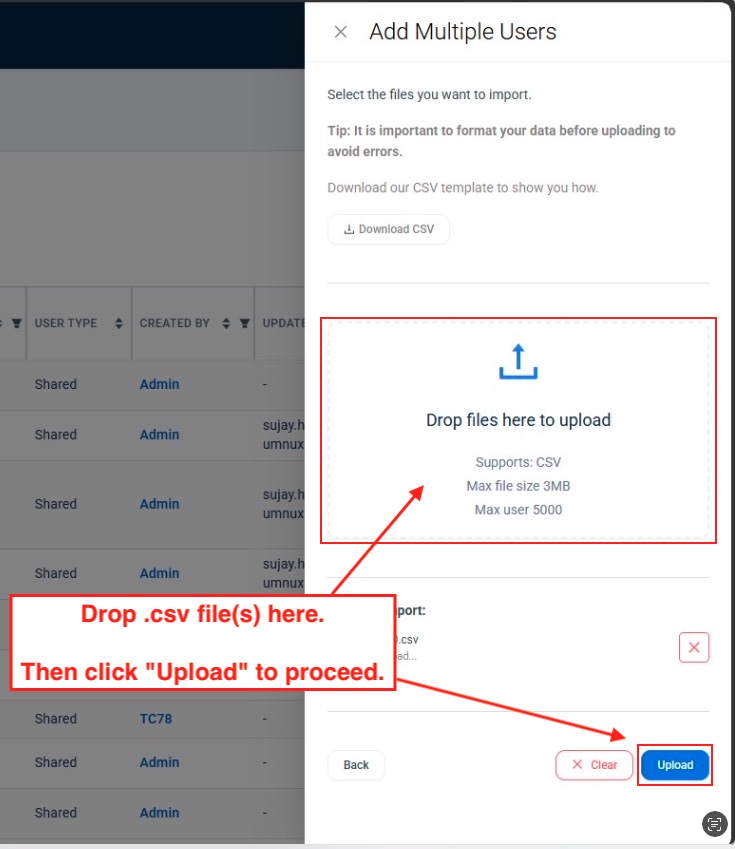 Add Multiple Users
Select the files you want to import.
Tip: It is important to format your data before uploading to
avoid errors.
Download our CSV template to show you how.
Download CSV
USER TYPE CREATED BY UPDATE
Shared Admin -
Shared Admin sujay.h
umnux
Shared Admin sujay.h
umnux
Shared Admin sujay.h
umnux
Drop files here to upload
Supports: CSV
Max file size 3MB
Max user 5000
Drop .csv file(s) here.
Then click "Upload" to proceed.
port:
.csv
ad...
Shared TC78 -
Shared Admin -
Shared Admin -
Back Clear Upload